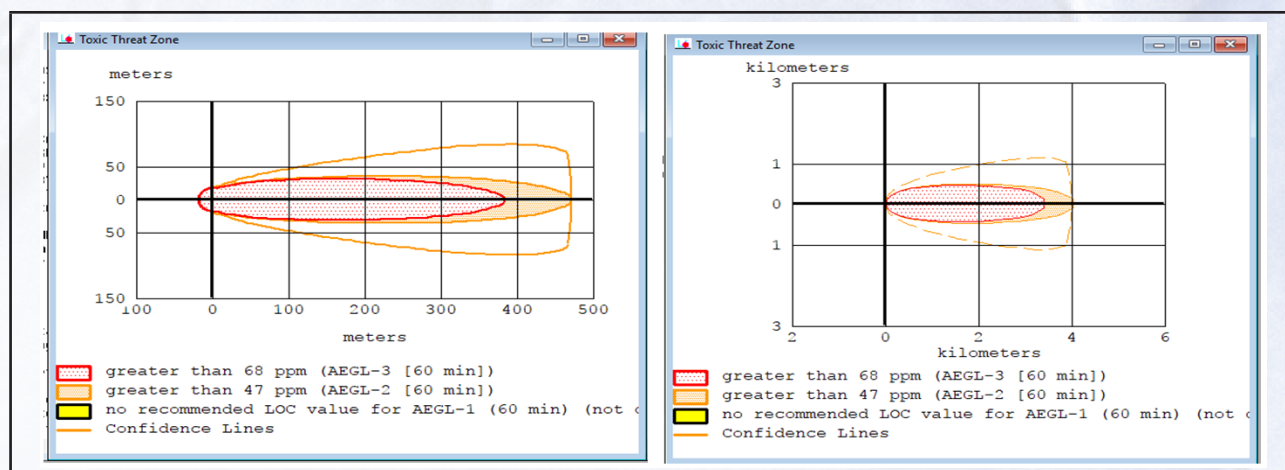 Toxic Threat Zone
meters
150
50
0
50
150
100 0 100 200 300 400 500
meters
greater than 68 ppm (AEGL-3 [60 min])
greater than 47 ppm (AEGL-2 [60 min])
no recommended LOC value for AEGL-1 (60 min) (not
Confidence Lines
Toxic Threat Zone
kilometers
3
1
0
1
3
2 0 2 4 6
kilometers
greater than 68 ppm (AEGL-3 [60 min])
greater than 47 ppm (AEGL-2 [60 min])
no recommended LOC value for AEGL-1 (60 min) (not
Confidence Lines